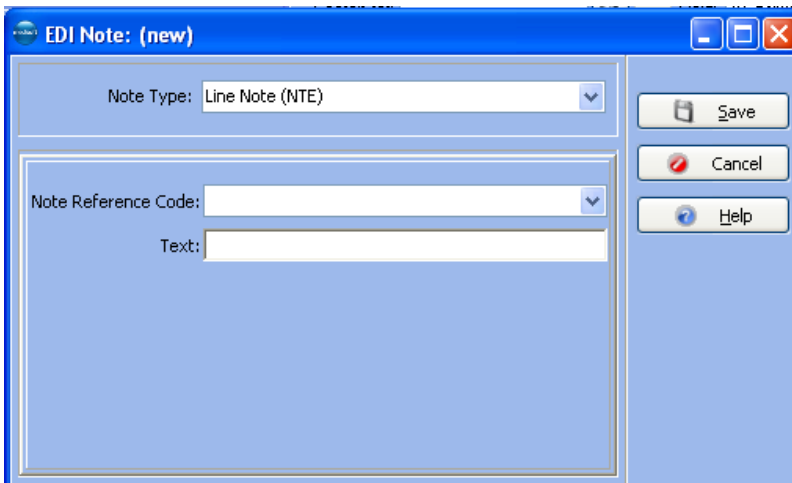 EDI Note: (new)
Note Type: Line Note (NTE)
Save
Cancel
Note Reference Code:
Help
Text: